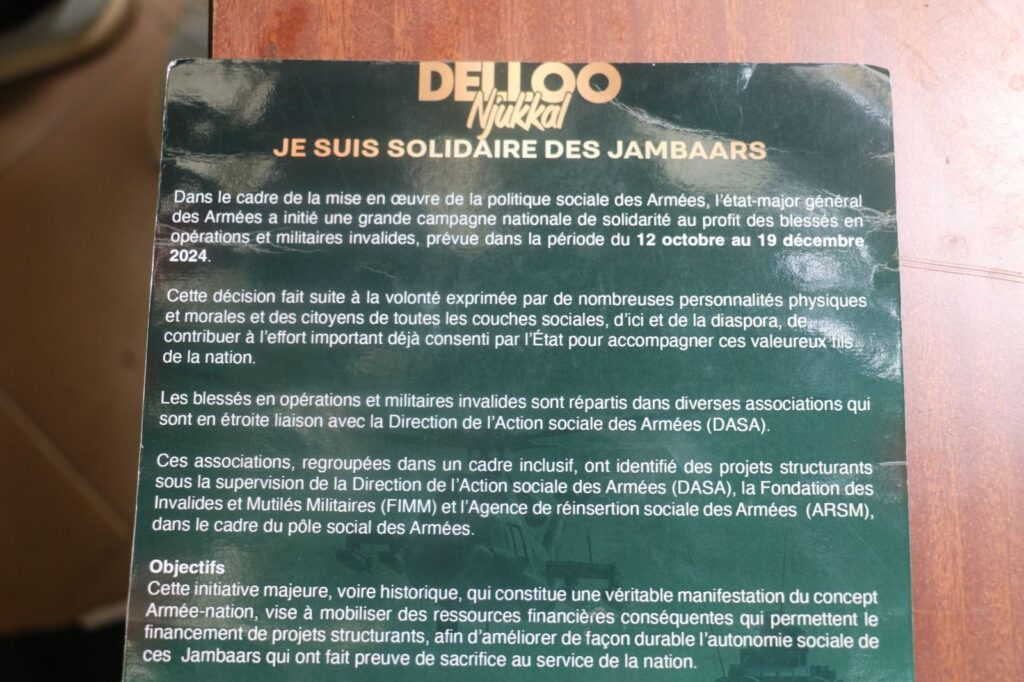 DELLOO
Njukkal
JE SUIS SOLIDAIRE DES JAMBAARS
Dans le cadre de la mise en œuvre de la politique sociale des Armées, l'état-major général
des Armées a initié une grande campagne nationale de solidarité au profit des blessés en
opérations et militaires invalides, prévue dans la période du 12 octobre au 19 décembre
2024.
Cette décision fait suite à la volonté exprimée par de nombreuses personnalités physiques
et morales et des citoyens de toutes les couches sociales, d'ici et de la diaspora, de
contribuer à l'effort important déjà consenti par l'État pour accompagner ces valeureux fils
de la nation.
Les blessés en opérations et militaires invalides sont répartis dans diverses associations qui
sont en étroite liaison avec la Direction de l'Action sociale des Armées (DASA).
Ces associations, regroupées dans un cadre inclusif, ont identifié des projets structurants
sous la supervision de la Direction de l'Action sociale des Armées (DASA), la Fondation des
Invalides et Mutilés Militaires (FIMM) et l'Agence de réinsertion sociale des Armées (ARSM),
dans le cadre du pôle social des Armées.
Objectifs
Cette initiative majeure, voire historique, qui constitue une véritable manifestation du concept
Armée-nation, vise à mobiliser des ressources financières conséquentes qui permettent le
financement de projets structurants, afin d'améliorer de façon durable l'autonomie sociale de
ces Jambaars qui ont fait preuve de sacrifice au service de la nation.